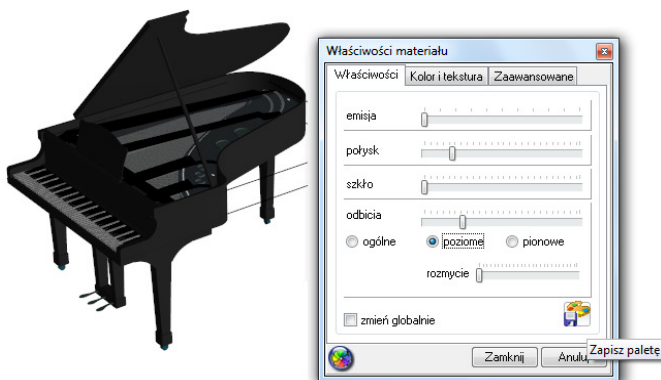 Właściwości materiału
Właściwości Kolor i tekstura Zaawansowane
emisja
połysk
szkło
odbicia
ogólne poziome pionowe
rozmycie
zmień globalnie
Zamknij Anuluj
Zapisz paletę